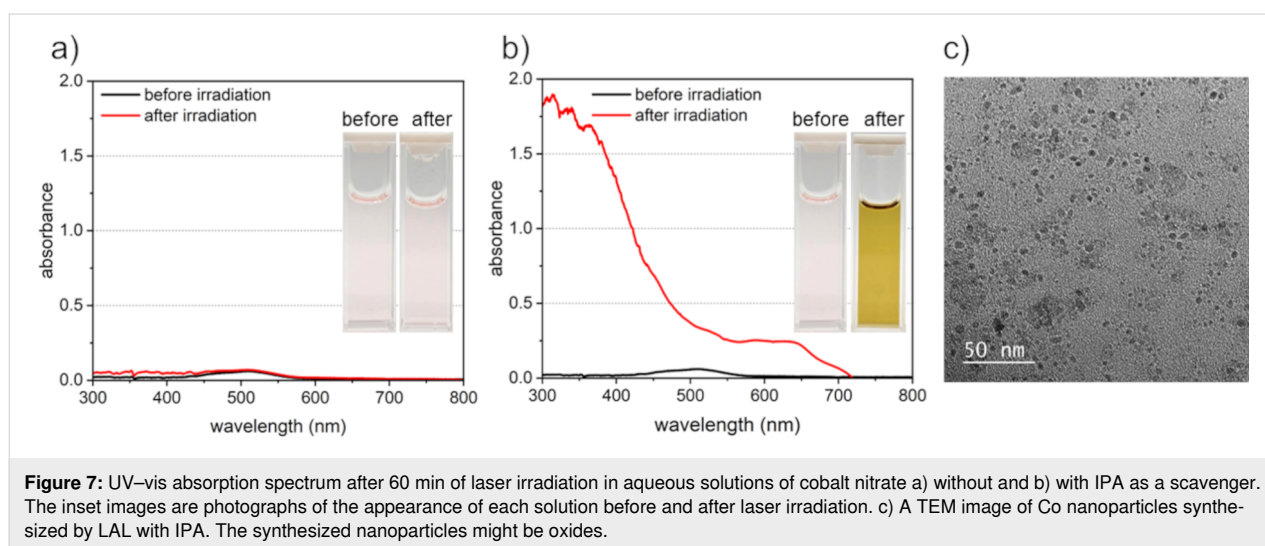 a)
2.0
1.5
1.0
0.5
0.0
absorbance
before irradiation
after irradiation
before after
300 400 500 600 700 800
wavelength (nm)
b)
2.0
1.5
1.0
0.5
0.0
absorbance
before irradiation
after irradiation
before after
300 400 500 600 700 800
wavelength (nm)
c)
50 nm
Figure 7: UV–vis absorption spectrum after 60 min of laser irradiation in aqueous solutions of cobalt nitrate a) without and b) with IPA as a scavenger.
The inset images are photographs of the appearance of each solution before and after laser irradiation. c) A TEM image of Co nanoparticles synthe-
sized by LAL with IPA. The synthesized nanoparticles might be oxides.